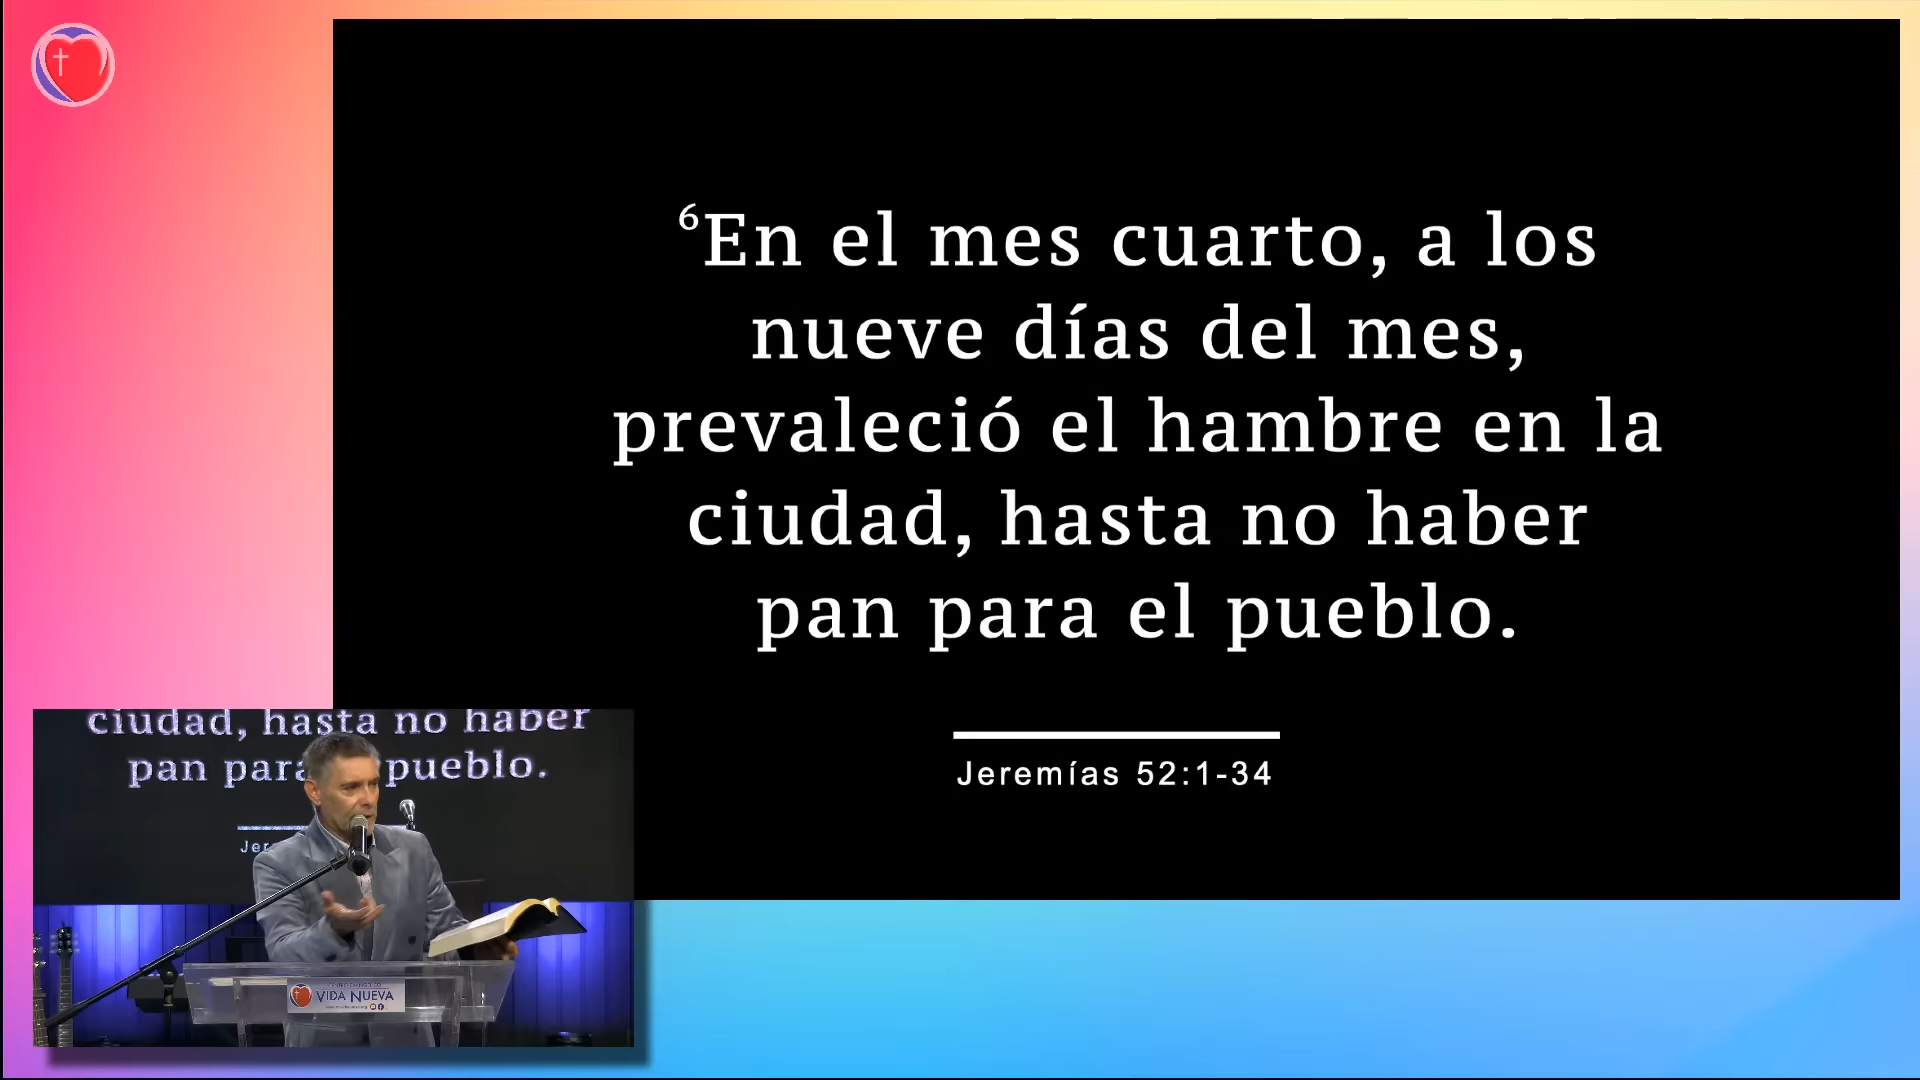 ⁶En el mes cuarto, a los
nueve días del mes,
prevaleció el hambre en la
ciudad, hasta no haber
pan para el pueblo.
Jeremías 52:1-34
ciudad, hasta no haber
pan para pueblo.
Jer
VIDA NUEVA